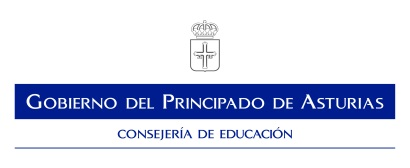 GOBIERNO DEL PRINCIPADO DE ASTURIAS
CONSEJERÍA DE EDUCACIÓN